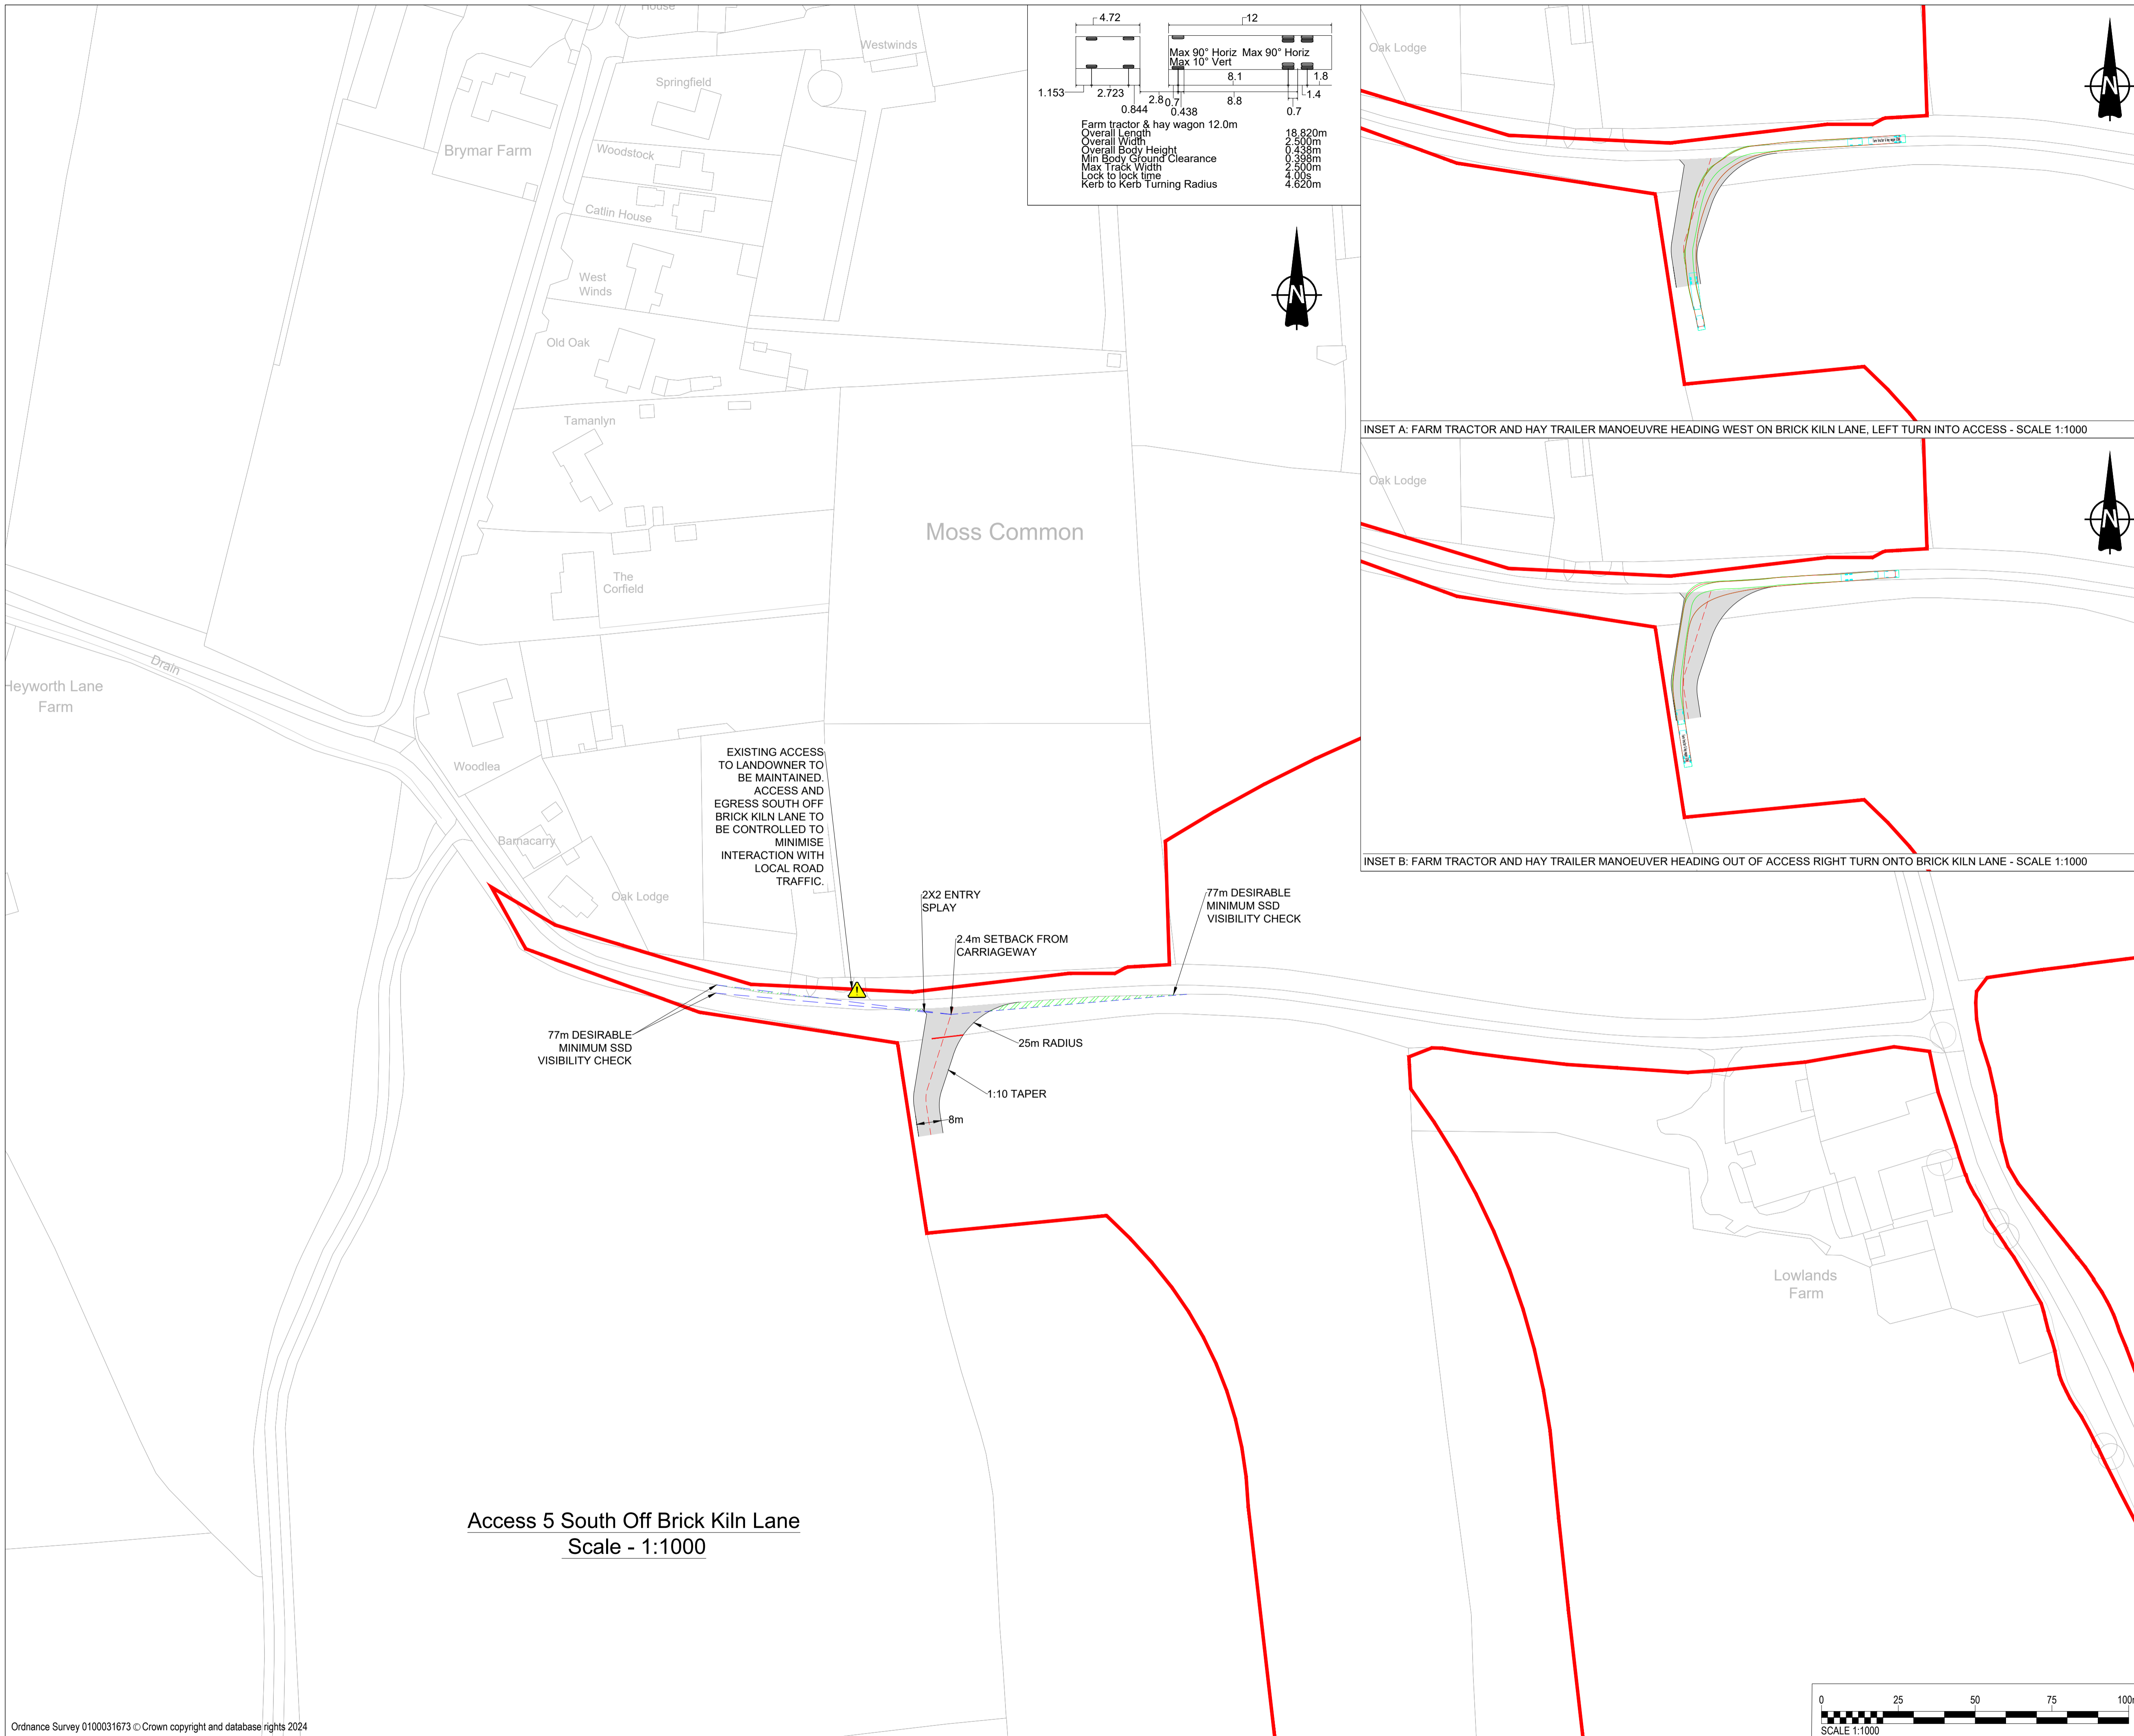 House
Westwinds
Springfield
Brymar Farm
Woodstock
Catlin House
West
Winds
Old Oak
Tamanlyn
Moss Common
The
Corfield
Drain
Heyworth Lane
Farm
Woodlea
Barnacarry
Oak Lodge
Lowlands
Farm
4.72
12
Max 90° Horiz Max 90° Horiz
Max 10° Vert
8.1
1.8
1.153
2.723
0.844
2.8
0.7
0.438
8.8
1.4
0.7
Farm tractor & hay wagon 12.0m
Overall Length 18.820m
Overall Width 2.500m
Overall Body Height 0.438m
Min Body Ground Clearance 0.398m
Max Track Width 2.500m
Lock to lock time 4.00s
Kerb to Kerb Turning Radius 4.620m
N
Oak Lodge
N
INSET A: FARM TRACTOR AND HAY TRAILER MANOEUVRE HEADING WEST ON BRICK KILN LANE, LEFT TURN INTO ACCESS - SCALE 1:1000
Oak Lodge
N
INSET B: FARM TRACTOR AND HAY TRAILER MANOEUVER HEADING OUT OF ACCESS RIGHT TURN ONTO BRICK KILN LANE - SCALE 1:1000
EXISTING ACCESS
TO LANDOWNER TO
BE MAINTAINED.
ACCESS AND
EGRESS SOUTH OFF
BRICK KILN LANE TO
BE CONTROLLED TO
MINIMISE
INTERACTION WITH
LOCAL ROAD
TRAFFIC.
2X2 ENTRY
SPLAY
2.4m SETBACK FROM
CARRIAGEWAY
77m DESIRABLE
MINIMUM SSD
VISIBILITY CHECK
77m DESIRABLE
MINIMUM SSD
VISIBILITY CHECK
25m RADIUS
1:10 TAPER
8m
Access 5 South Off Brick Kiln Lane
Scale - 1:1000
0 25 50 75 100m
SCALE 1:1000
Ordnance Survey 0100031673 © Crown copyright and database rights 2024